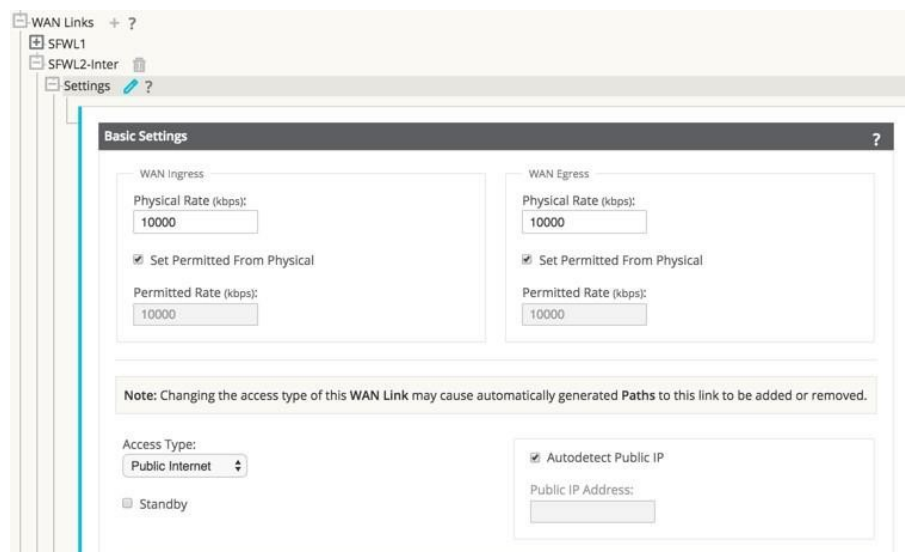 WAN Links + ?
SFWL1
SFWL2-Inter
Settings ?
Basic Settings ?
WAN Ingress
WAN Egress
Physical Rate (kbps):
Physical Rate (kbps):
10000
10000
Set Permitted From Physical
Set Permitted From Physical
Permitted Rate (kbps):
Permitted Rate (kbps):
10000
10000
Note: Changing the access type of this WAN Link may cause automatically generated Paths to this link to be added or removed.
Access Type:
Public Internet
Autodetect Public IP
Public IP Address:
Standby